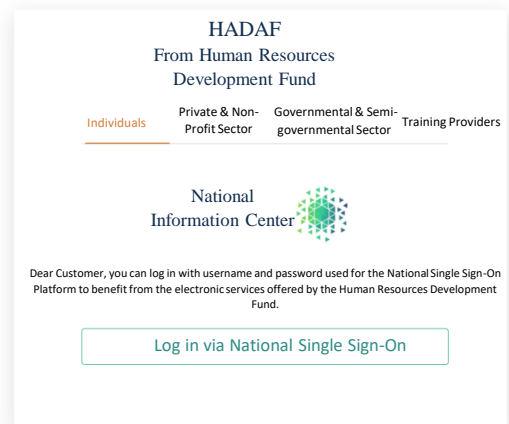 HADAF
From Human Resources
Development Fund
Individuals
Private & Non-
Profit Sector
Governmental & Semi-
governmental Sector
Training Providers
National
Information Center
Dear Customer, you can log in with username and password used for the National Single Sign-On
Platform to benefit from the electronic services offered by the Human Resources Development
Fund.
Log in via National Single Sign-On